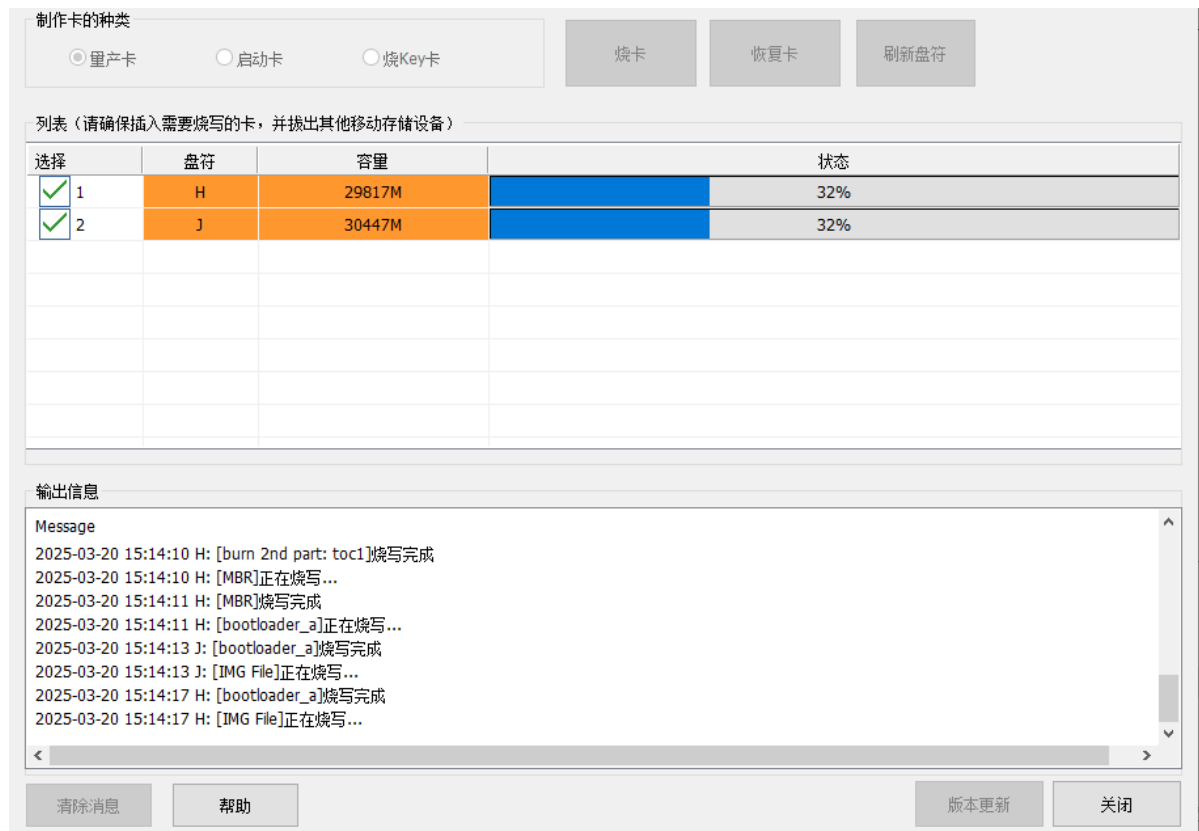 制作卡的种类
量产卡 启动卡 烧Key卡 烧卡 恢复卡 刷新盘符
列表（请确保插入需要烧写的卡，并拔出其他移动存储设备）
选择 盘符 容量 状态
1 H 29817M 32%
2 J 30447M 32%
输出信息
Message
2025-03-20 15:14:10 H: [burn 2nd part: toc1]烧写完成
2025-03-20 15:14:10 H: [MBR]正在烧写...
2025-03-20 15:14:11 H: [MBR]烧写完成
2025-03-20 15:14:11 H: [bootloader_a]正在烧写...
2025-03-20 15:14:13 J: [bootloader_a]烧写完成
2025-03-20 15:14:13 J: [IMG File]正在烧写...
2025-03-20 15:14:17 H: [bootloader_a]烧写完成
2025-03-20 15:14:17 H: [IMG File]正在烧写...
清除消息 帮助 版本更新 关闭